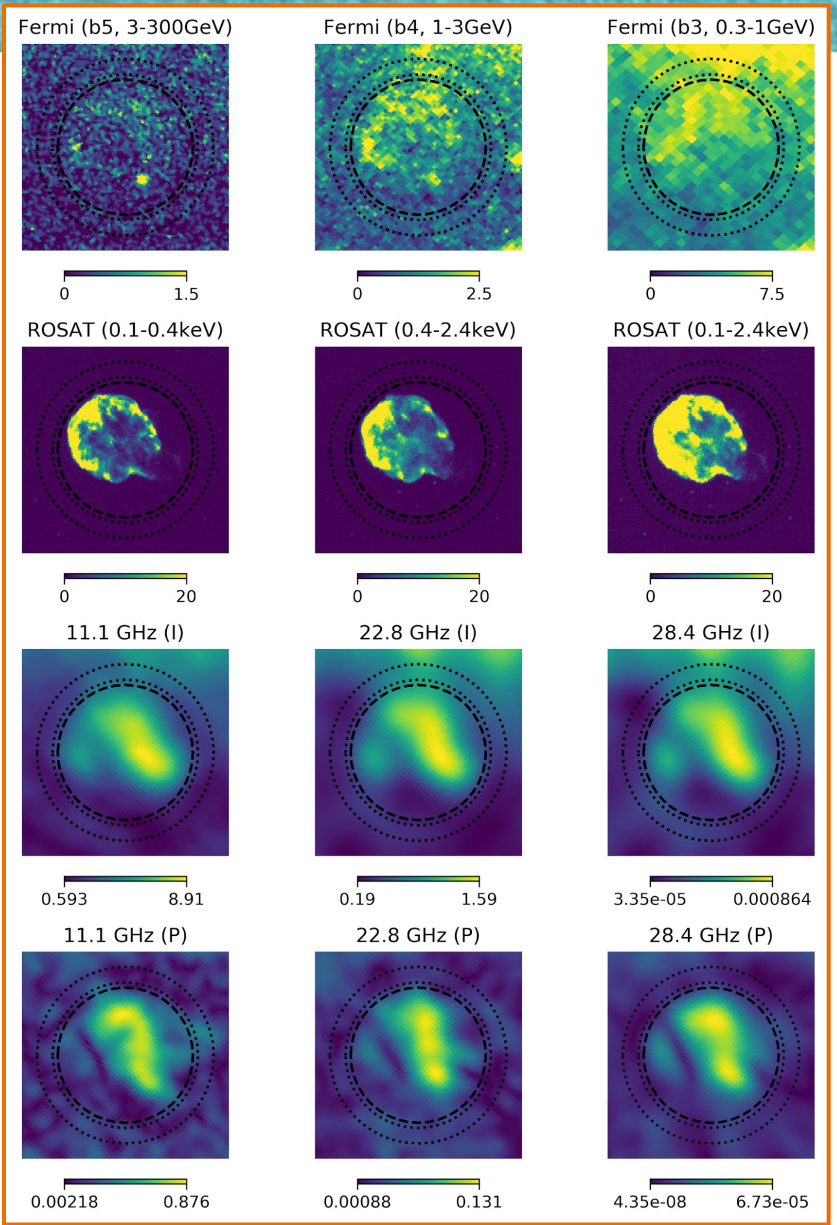 Fermi (b5, 3-300GeV) Fermi (b4, 1-3GeV) Fermi (b3, 0.3-1GeV)
0 1.5 0 2.5 0 7.5
ROSAT (0.1-0.4keV) ROSAT (0.4-2.4keV) ROSAT (0.1-2.4keV)
0 20 0 20 0 20
11.1 GHz (I) 22.8 GHz (I) 28.4 GHz (I)
0.593 8.91 0.19 1.59 3.35e-05 0.000864
11.1 GHz (P) 22.8 GHz (P) 28.4 GHz (P)
0.00218 0.876 0.00088 0.131 4.35e-08 6.73e-05